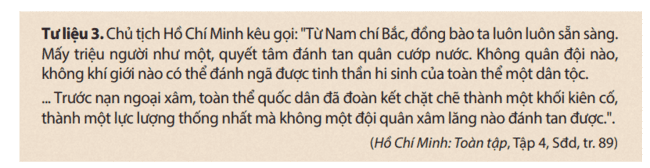 Tư liệu 3. Chủ tịch Hồ Chí Minh kêu gọi: "Từ Nam chí Bắc, đồng bào ta luôn luôn sẵn sàng.
Mấy triệu người như một, quyết tâm đánh tan quân cướp nước. Không quân đội nào,
không khí giới nào có thể đánh ngã được tinh thần hi sinh của toàn thể một dân tộc.
... Trước nạn ngoại xâm, toàn thể quốc dân đã đoàn kết chặt chẽ thành một khối kiên cố,
thành một lực lượng thống nhất mà không một đội quân xâm lăng nào đánh tan được.".
(Hồ Chí Minh: Toàn tập, Tập 4, Sđd, tr. 89)